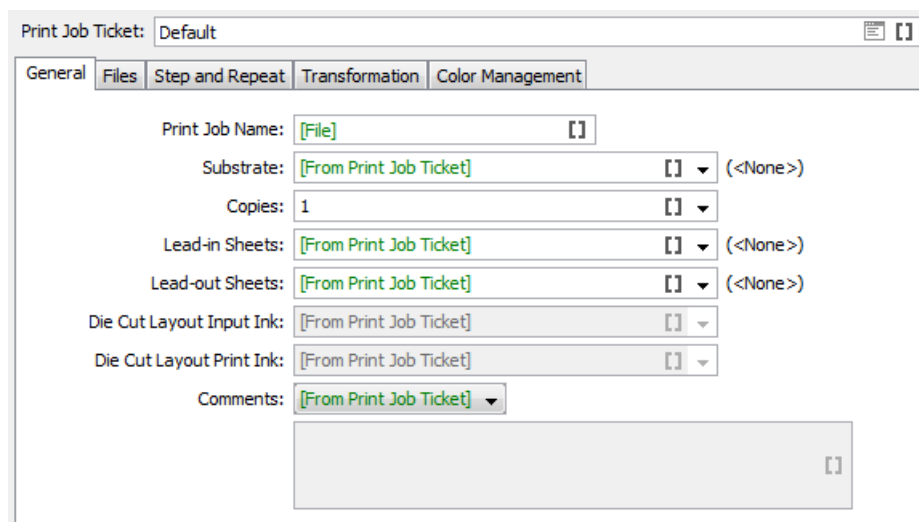 Print Job Ticket: Default
General Files Step and Repeat Transformation Color Management
Print Job Name: [File]
Substrate: [From Print Job Ticket] (<None>)
Copies: 1
Lead-in Sheets: [From Print Job Ticket] (<None>)
Lead-out Sheets: [From Print Job Ticket] (<None>)
Die Cut Layout Input Ink: [From Print Job Ticket]
Die Cut Layout Print Ink: [From Print Job Ticket]
Comments: [From Print Job Ticket]